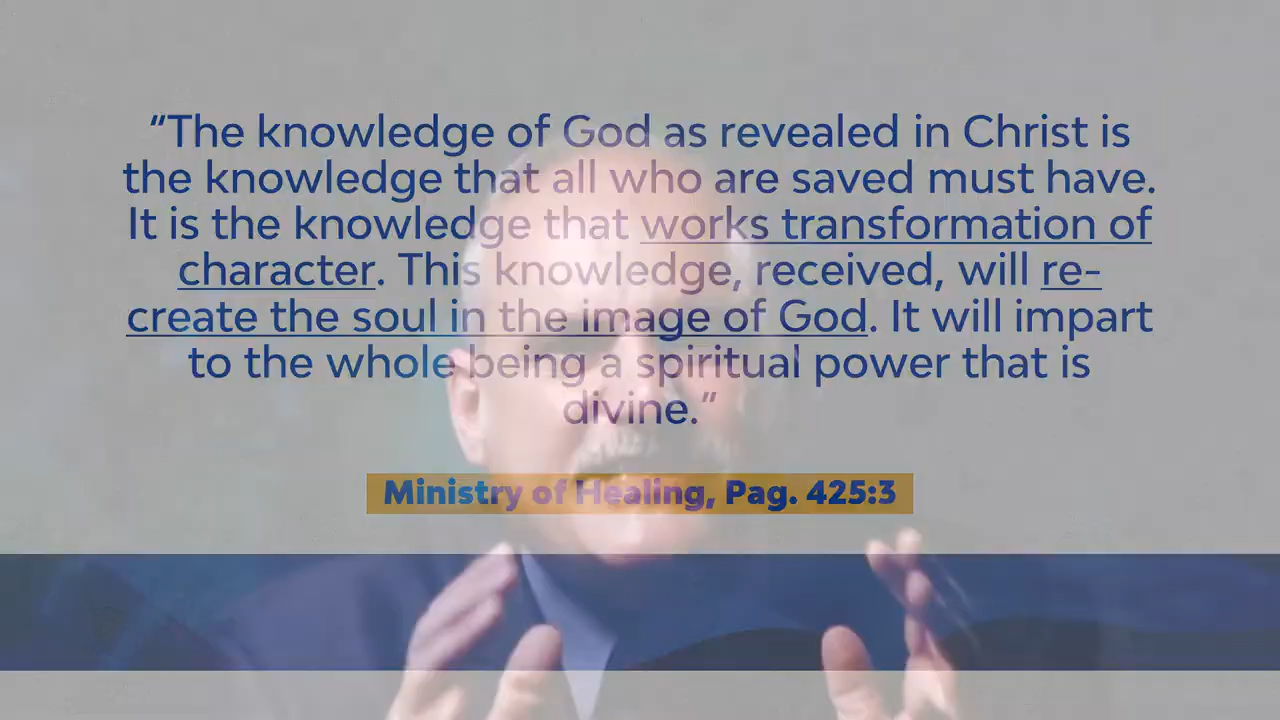 “The knowledge of God as revealed in Christ is
the knowledge that all who are saved must have.
It is the knowledge that works transformation of
character. This knowledge, received, will re-
create the soul in the image of God. It will impart
to the whole being a spiritual power that is
divine.”
Ministry of Healing, Pag. 425:3